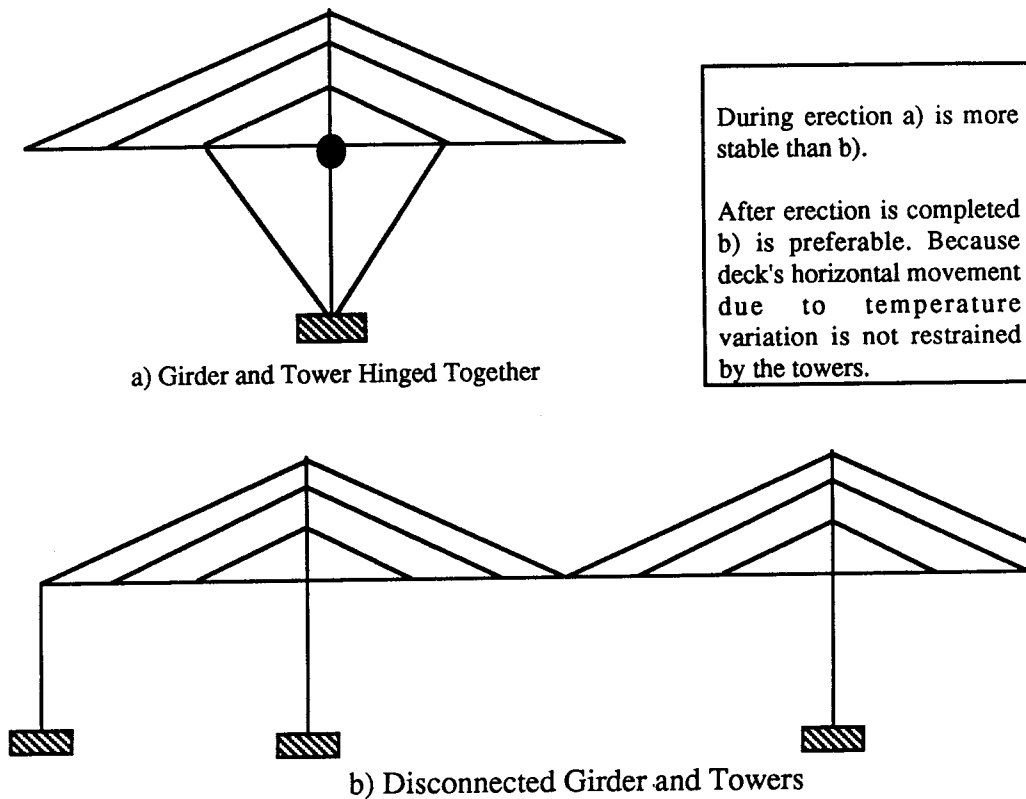 During erection a) is more
stable than b).
After erection is completed
b) is preferable. Because
deck's horizontal movement
due to temperature
variation is not restrained
by the towers.
a) Girder and Tower Hinged Together
b) Disconnected Girder and Towers